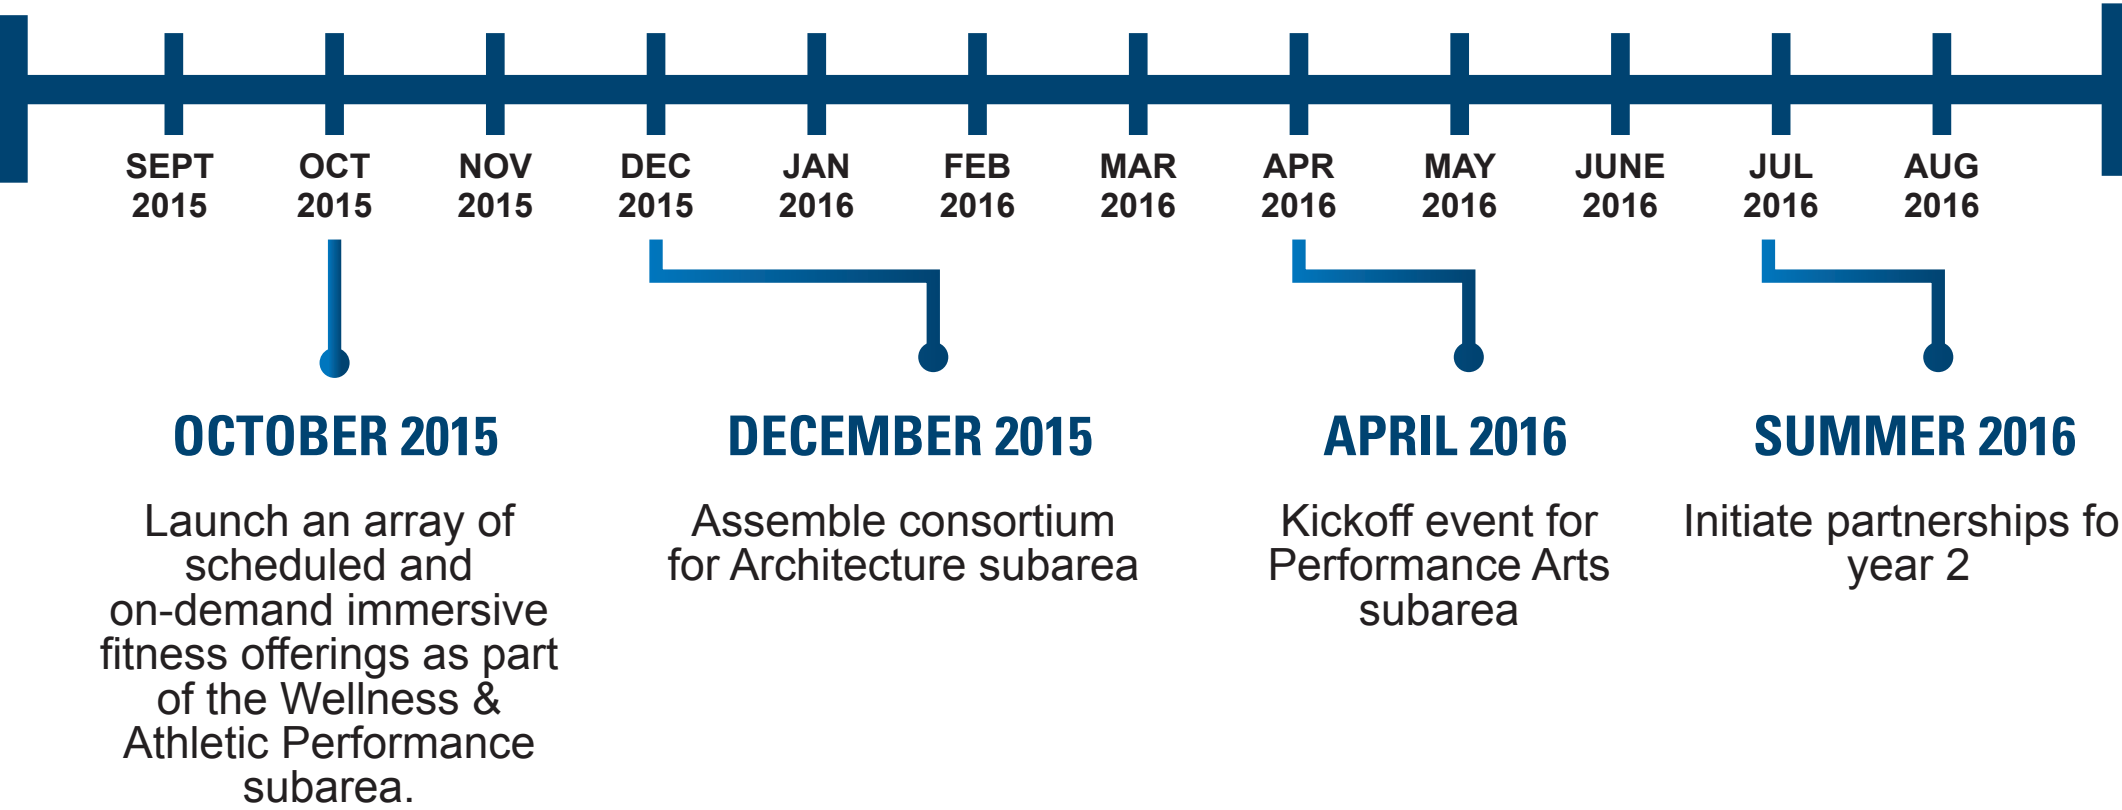 SEPT 2015
OCT 2015
NOV 2015
DEC 2015
JAN 2016
FEB 2016
MAR 2016
APR 2016
MAY 2016
JUNE 2016
JUL 2016
AUG 2016
OCTOBER 2015
Launch an array of
scheduled and
on-demand immersive
fitness offerings as part
of the Wellness &
Athletic Performance
subarea.
DECEMBER 2015
Assemble consortium
for Architecture subarea
APRIL 2016
Kickoff event for
Performance Arts
subarea
SUMMER 2016
Initiate partnerships fo
year 2